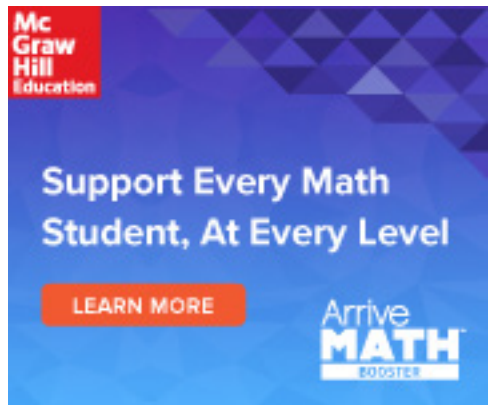 Mc
Graw
Hill
Education
Support Every Math
Student, At Every Level
LEARN MORE
Arrive
MATH
BOOSTER